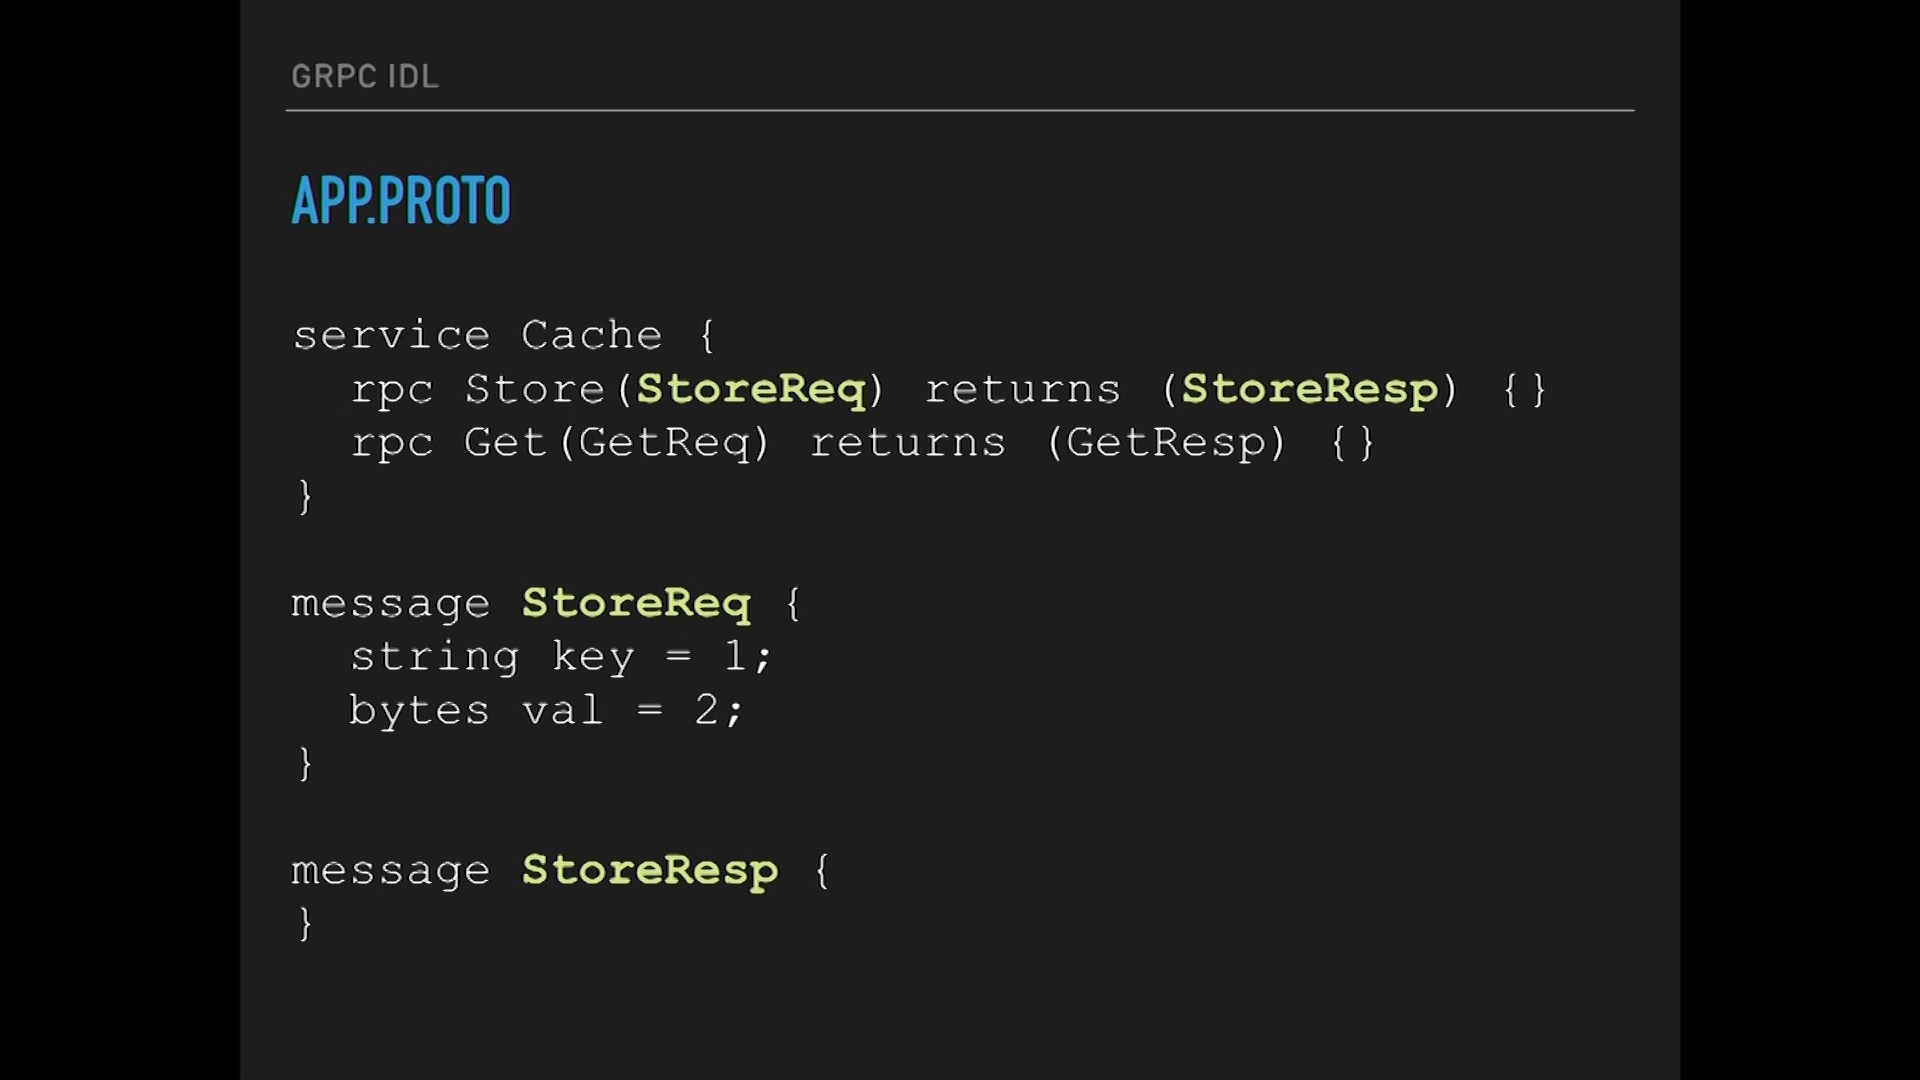 GRPC IDL
APP.PROTO
service Cache {
  rpc Store(StoreReq) returns (StoreResp) {}
  rpc Get(GetReq) returns (GetResp) {}
}
message StoreReq {
  string key = 1;
  bytes val = 2;
}
message StoreResp {
}